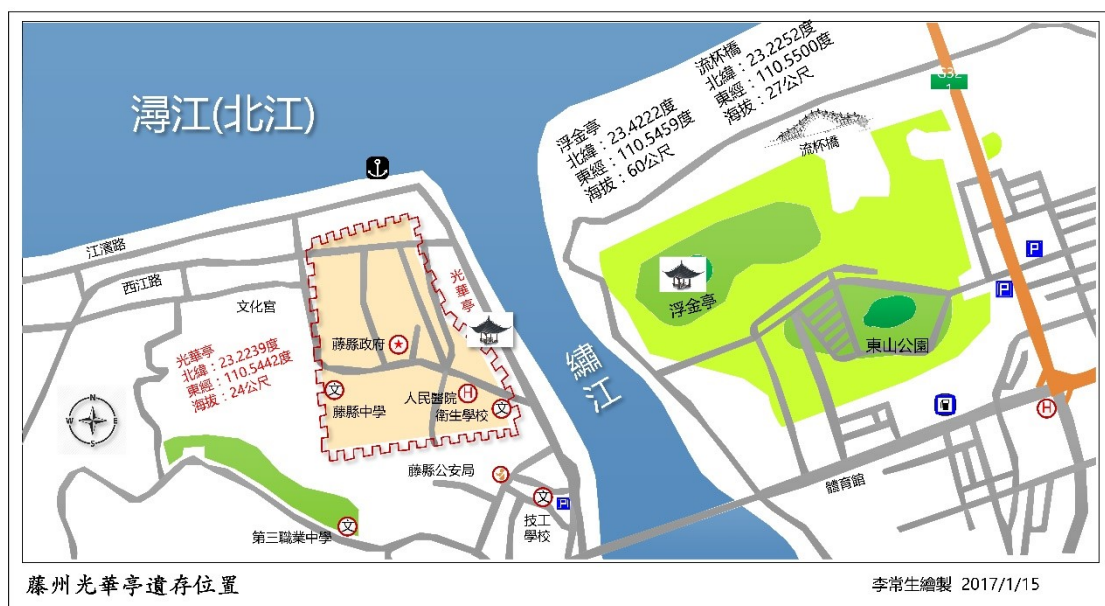 潯江(北江)
流杯橋
北緯：23.2252度
東經：110.5500度
海拔：27公尺
浮金亭
北緯：23.4222度
東經：110.5459度
海拔：60公尺
流杯橋
G32
1
P
P
江濱路
西江路
文化宮
光華亭
光華亭
北緯：23.2239度
東經：110.5442度
海拔：24公尺
藤縣政府
文
藤縣中學
人民醫院
H
衛生學校
文
浮金亭
東山公園
繡江
N
W
E
S
藤縣公安局
文
技工
學校
P
第三職業中學
文
體育館
H
藤州光華亭遺存位置
李常生繪製 2017/1/15